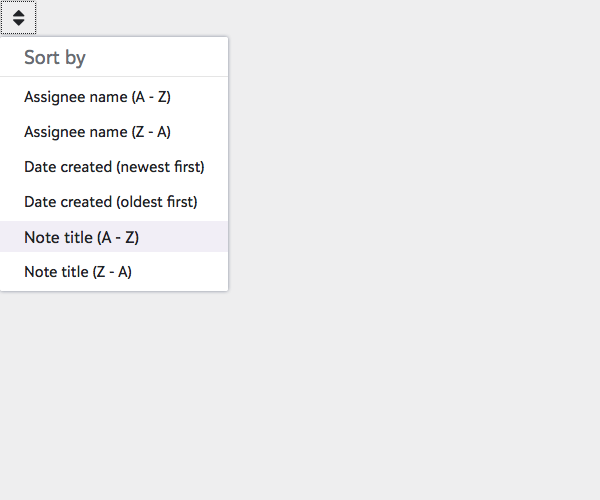 Sort by
Assignee name (A - Z)
Assignee name (Z - A)
Date created (newest first)
Date created (oldest first)
Note title (A - Z)
Note title (Z - A)